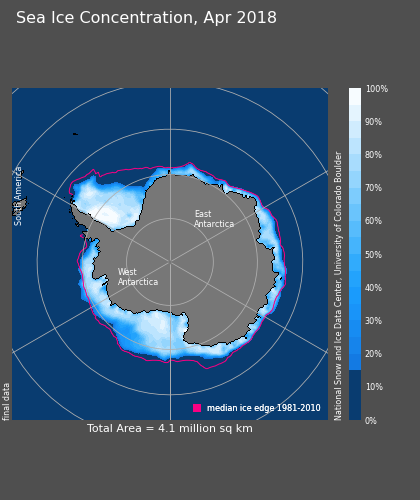 Sea Ice Concentration, Apr 2018
South America
East
Antarctica
West
Antarctica
final data
median ice edge 1981-2010
Total Area = 4.1 million sq km
National Snow and Ice Data Center, University of Colorado Boulder
100%
90%
80%
70%
60%
50%
40%
30%
20%
10%
0%